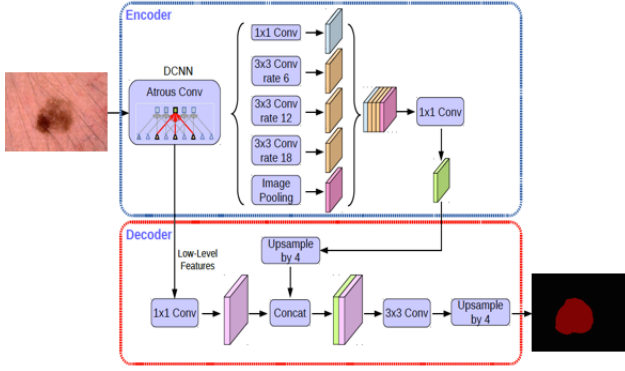 Encoder
DCNN
Atrous Conv
1x1 Conv
3x3 Conv
rate 6
3x3 Conv
rate 12
3x3 Conv
rate 18
Image
Pooling
1x1 Conv
Decoder
Low-Level
Features
Upsample
by 4
1x1 Conv
Concat
3x3 Conv
Upsample
by 4